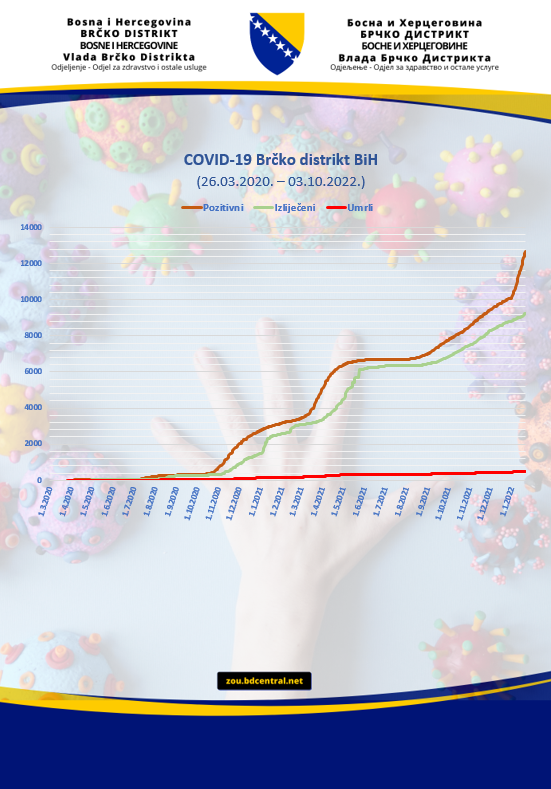 Bosna i Hercegovina
BRČKO DISTRIKT
BOSNE I HERCEGOVINE
Vlada Brčko Distrikta
Odjeljenje - Odjel za zdravstvo i ostale usluge
Босна и Херцеговина
БРЧКО ДИСТРИКТ
БОСНЕ И ХЕРЦЕГОВИНЕ
Влада Брчко Дистрикта
Одјељење - Одјел за здравство и остале услуге
COVID-19 Brčko distrikt BiH
(26.03.2020. – 03.10.2022.)
Pozitivni Izliječeni Umrli
14000
12000
10000
8000
6000
4000
2000
0
1.3.2020 1.4.2020 1.5.2020 1.6.2020 1.7.2020 1.8.2020 1.9.2020 1.10.2020 1.11.2020 1.12.2020 1.1.2021 1.2.2021 1.3.2021 1.4.2021 1.5.2021 1.6.2021 1.7.2021 1.8.2021 1.9.2021 1.10.2021 1.11.2021 1.12.2021 1.1.2022
zou.bdcentral.net